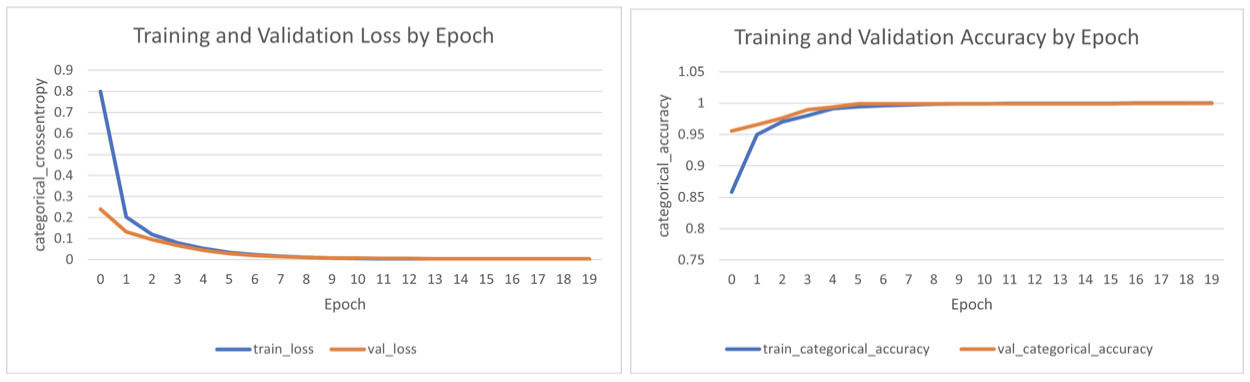 Training and Validation Loss by Epoch
categorical_crossentropy
0.9
0.8
0.7
0.6
0.5
0.4
0.3
0.2
0.1
0
0 1 2 3 4 5 6 7 8 9 10 11 12 13 14 15 16 17 18 19
Epoch
train_loss val_loss
Training and Validation Accuracy by Epoch
categorical_accuracy
1.05
1
0.95
0.9
0.85
0.8
0.75
0 1 2 3 4 5 6 7 8 9 10 11 12 13 14 15 16 17 18 19
Epoch
train_categorical_accuracy val_categorical_accuracy